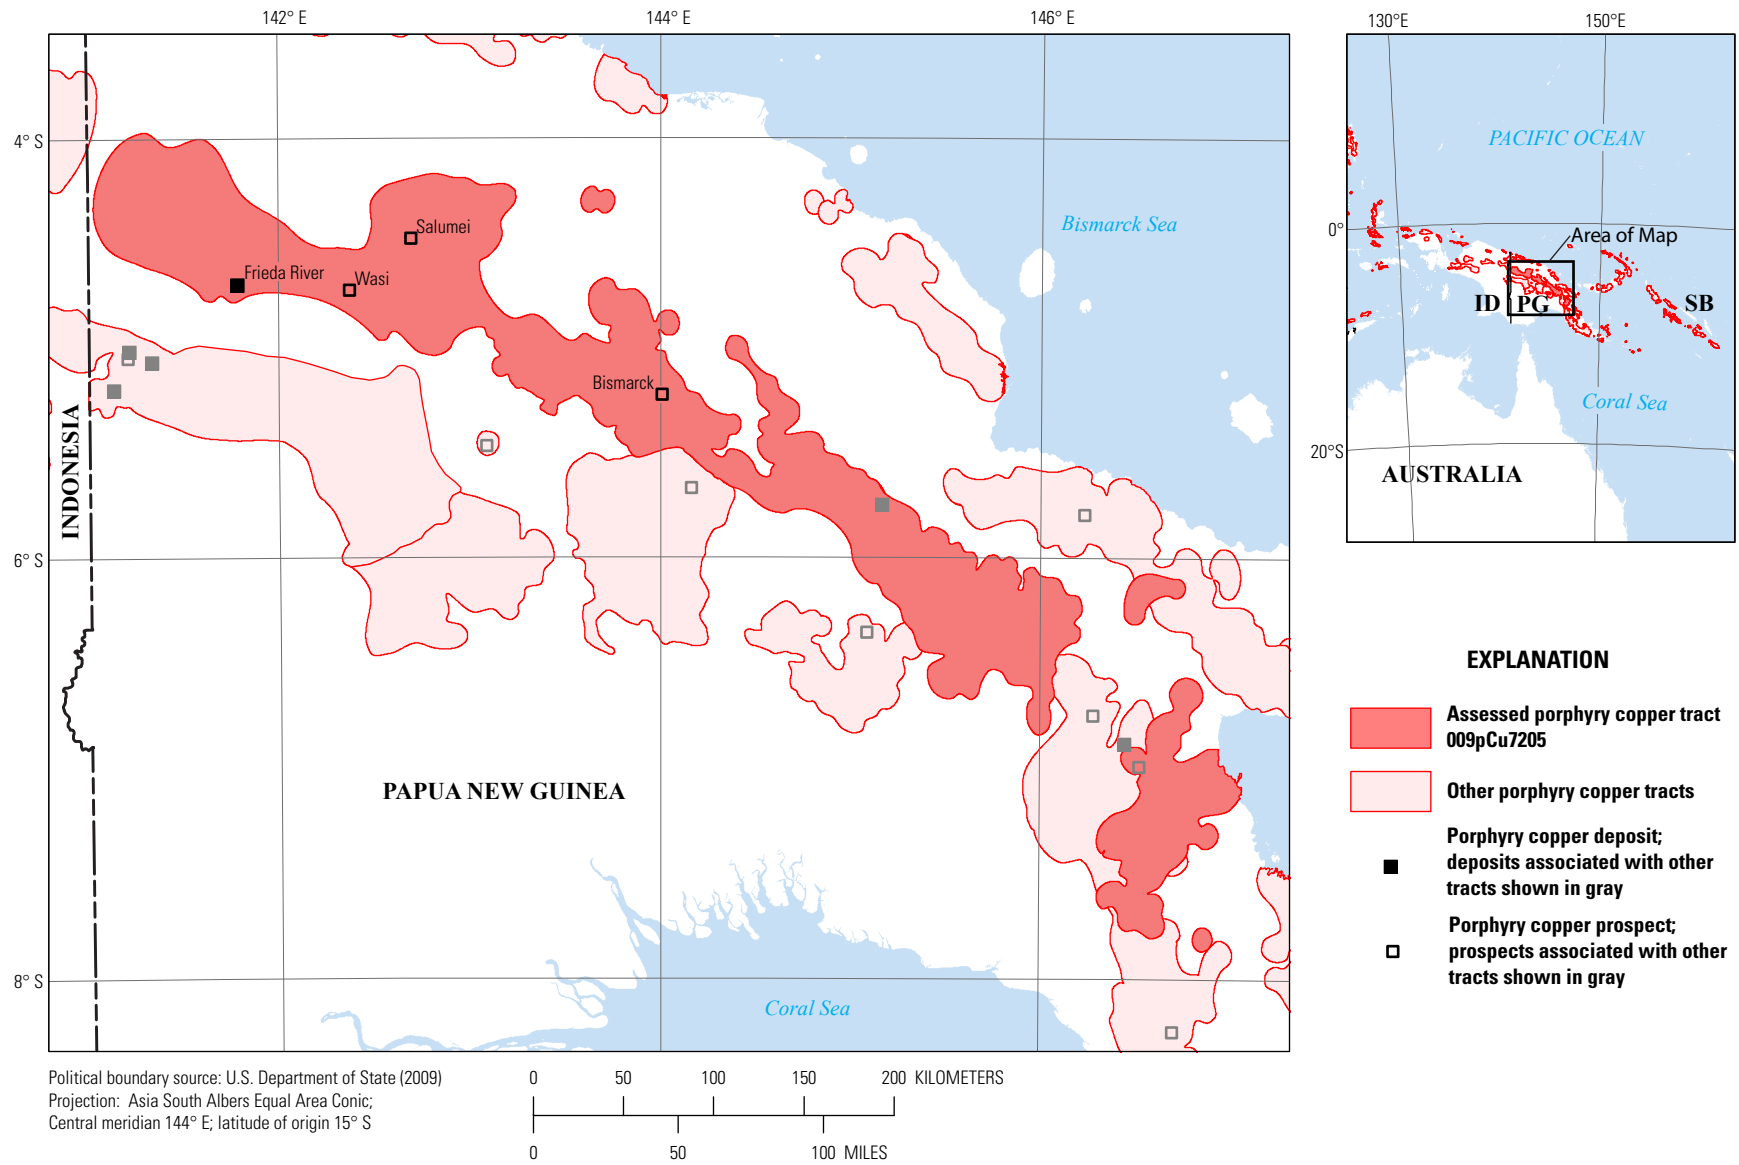 142° E
144° E
146° E
4° S
6° S
8° S
Salumei
Frieda River
Wasi
Bismarck
Bismarck Sea
INDONESIA
PAPUA NEW GUINEA
Coral Sea
130°E
150°E
PACIFIC OCEAN
0°
Area of Map
ID
PG
SB
Coral Sea
20°S
AUSTRALIA
EXPLANATION
Assessed porphyry copper tract
009pCu7205
Other porphyry copper tracts
Porphyry copper deposit;
deposits associated with other
tracts shown in gray
Porphyry copper prospect;
prospects associated with other
tracts shown in gray
Political boundary source: U.S. Department of State (2009)
Projection: Asia South Albers Equal Area Conic;
Central meridian 144° E; latitude of origin 15° S
0 50 100 150 200 KILOMETERS
0 50 100 MILES